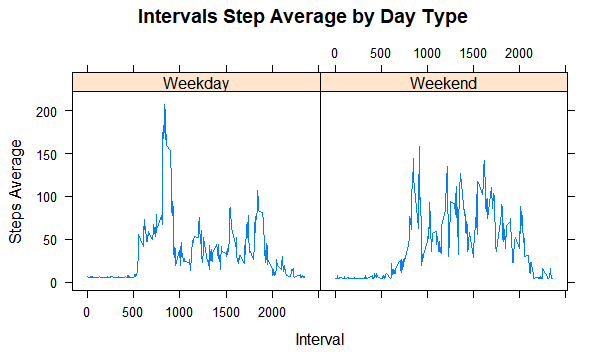 Intervals Step Average by Day Type
0 500 1000 1500 2000
Weekday Weekend
200
150
100
50
0
Steps Average
0 500 1000 1500 2000
Interval